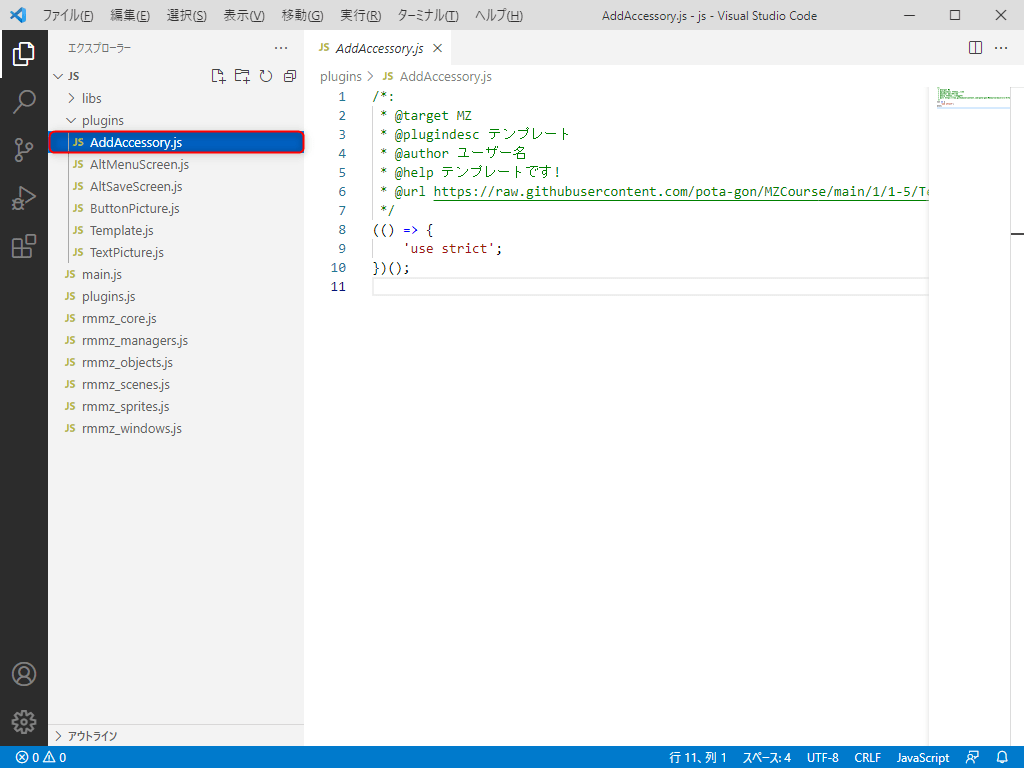 ファイル(F) 編集(E) 選択(S) 表示(V) 移動(G) 実行(R) ターミナル(T) ヘルプ(H) AddAccessory.js - js - Visual Studio Code
エクスプローラー
JS
libs
plugins
JS AddAccessory.js
JS AltMenuScreen.js
JS AltSaveScreen.js
JS ButtonPicture.js
JS Template.js
JS TextPicture.js
JS main.js
JS plugins.js
JS rmmz_core.js
JS rmmz_managers.js
JS rmmz_objects.js
JS rmmz_scenes.js
JS rmmz_sprites.js
JS rmmz_windows.js
アウトライン
JS AddAccessory.js
plugins > JS AddAccessory.js
1 /*:
2 * @target MZ
3 * @plugindesc テンプレート
4 * @author ユーザー名
5 * @help テンプレートです!
6 * @url https://raw.githubusercontent.com/pota-gon/MZCourse/main/1/1-5/Te
7 */
8 (() => {
9 'use strict';
10 })();
11
0 0 行 11、列 1 スペース: 4 UTF-8 CRLF JavaScript